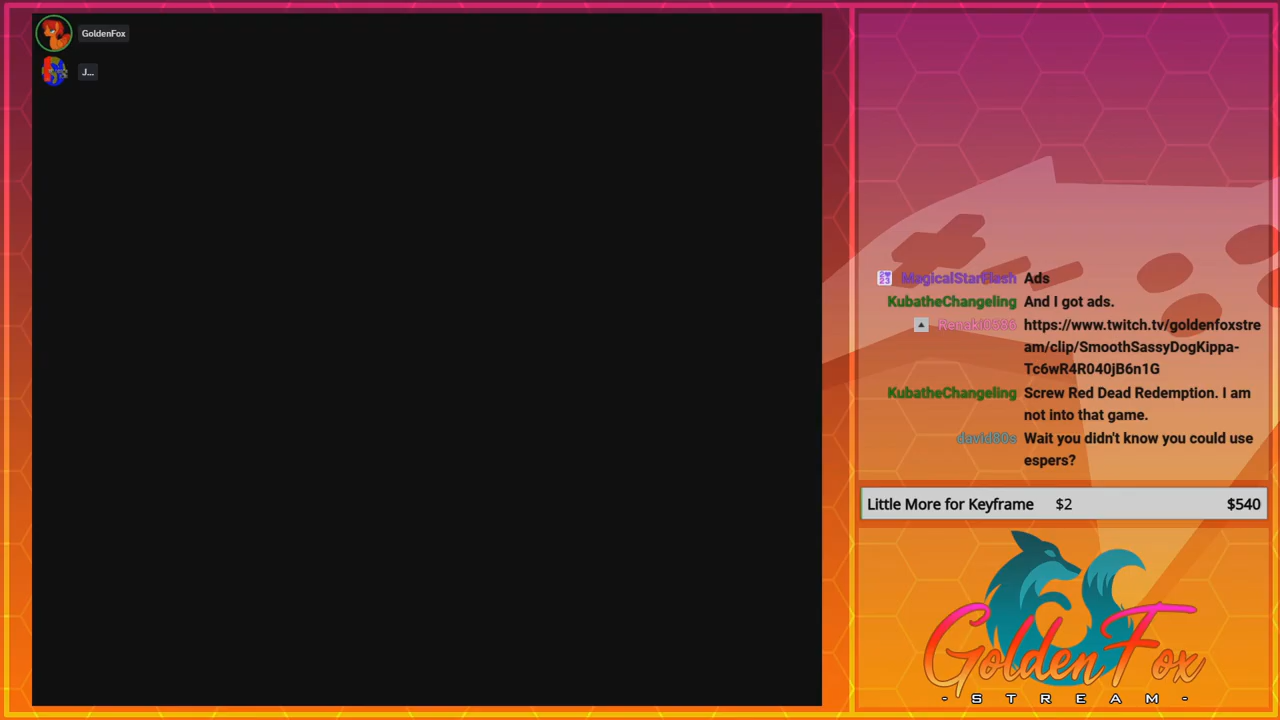 GoldenFox
J...
MagicalStarFlash Ads
KubatheChangeling And I got ads.
Renaki0586 https://www.twitch.tv/goldenfoxstre
am/clip/SmoothSassyDogKippa-
Tc6wR4R040jB6n1G
KubatheChangeling Screw Red Dead Redemption. I am
not into that game.
david80s Wait you didn't know you could use
espers?
Little More for Keyframe $2 $540
GoldenFox
- STREAM -